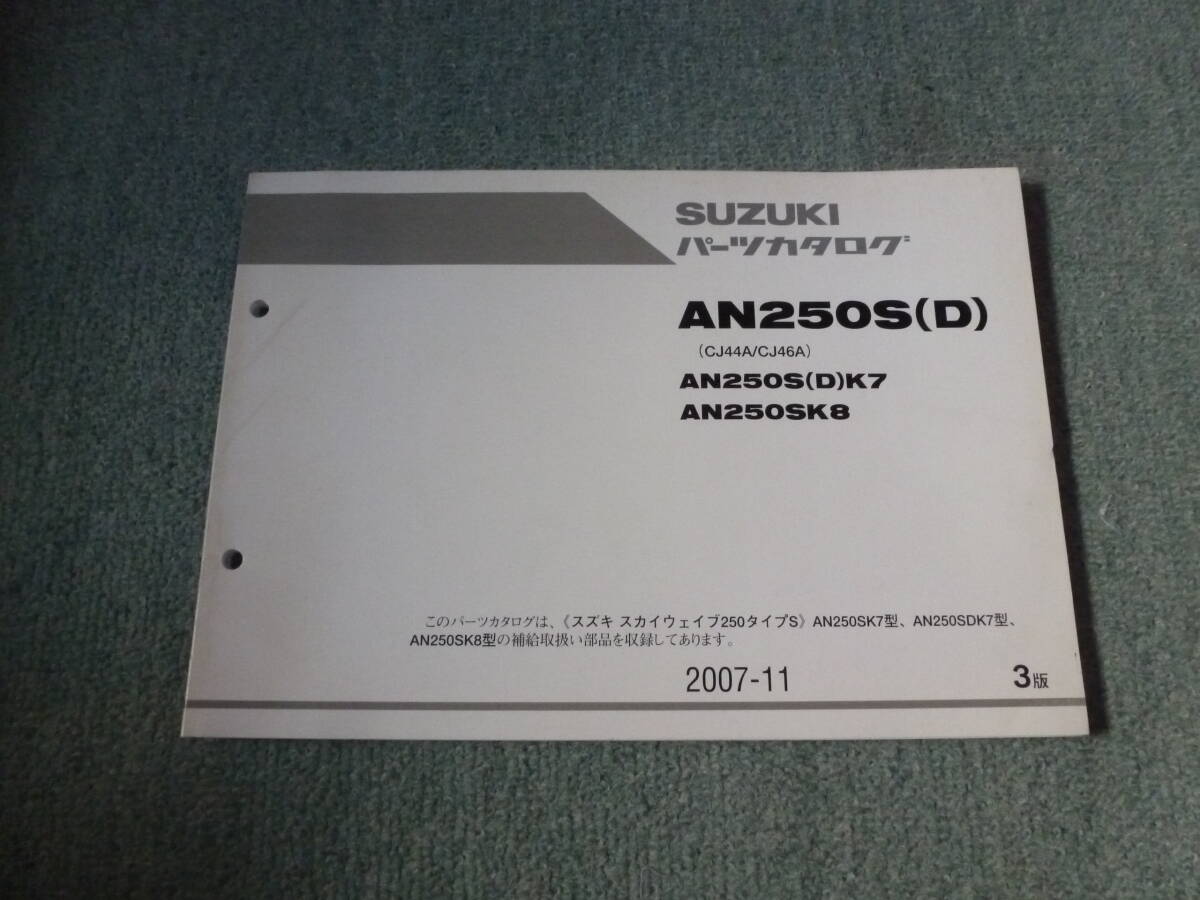 SUZUKI
パーツカタログ
AN250S(D)
(CJ44A/CJ46A)
AN250S(D)K7
AN250SK8
このパーツカタログは、《スズキ スカイウェイブ250タイプS》AN250SK7型、AN250SDK7型、
AN250SK8型の補給取扱い部品を収録してあります。
2007-11
3版